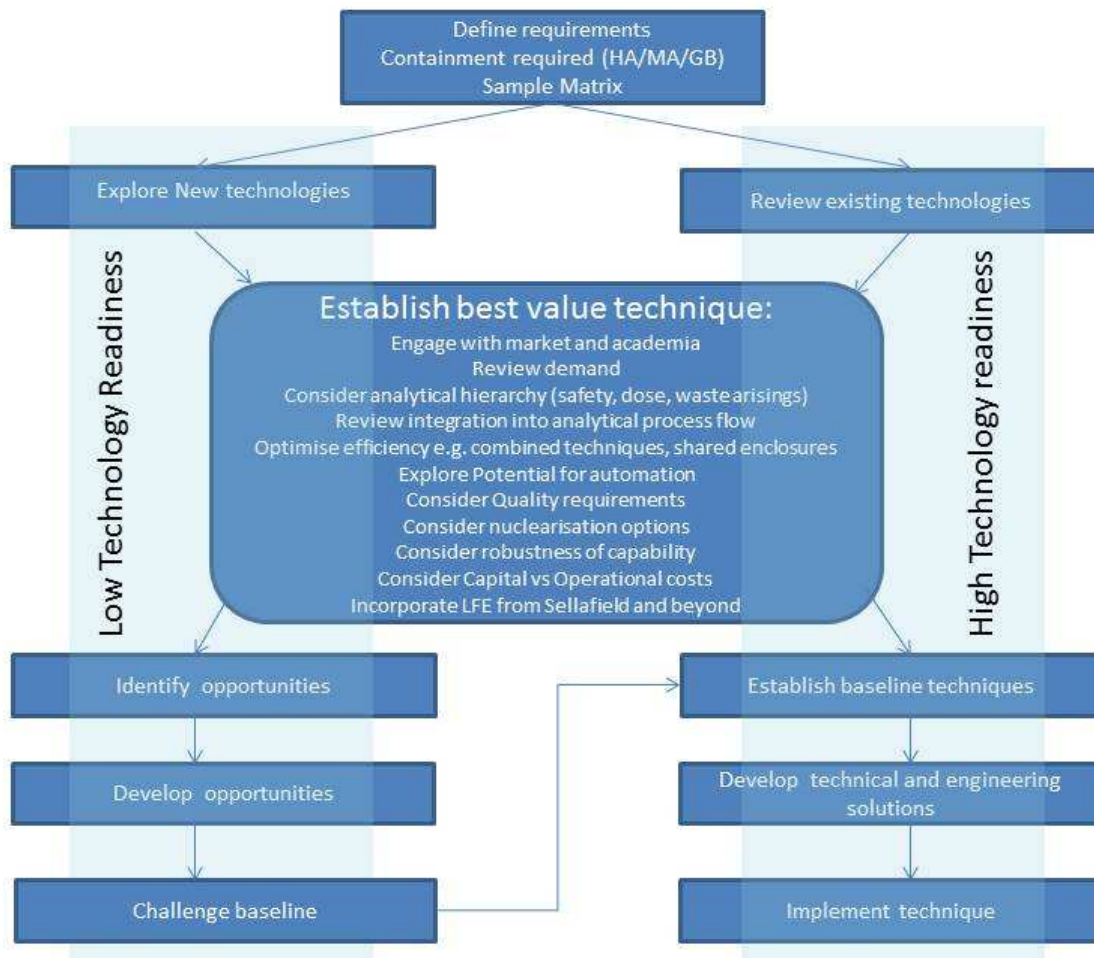 Define requirements
Containment required (HA/MA/GB)
Sample Matrix
Explore New technologies
Review existing technologies
Low Technology Readiness
High Technology readiness
Establish best value technique:
Engage with market and academia
Review demand
Consider analytical hierarchy (safety, dose, waste arisings)
Review integration into analytical process flow
Optimise efficiency e.g. combined techniques, shared enclosures
Explore Potential for automation
Consider Quality requirements
Consider nuclearisation options
Consider robustness of capability
Consider Capital vs Operational costs
Incorporate LFE from Sellafield and beyond
Identify opportunities
Establish baseline techniques
Develop opportunities
Develop technical and engineering
solutions
Challenge baseline
Implement technique